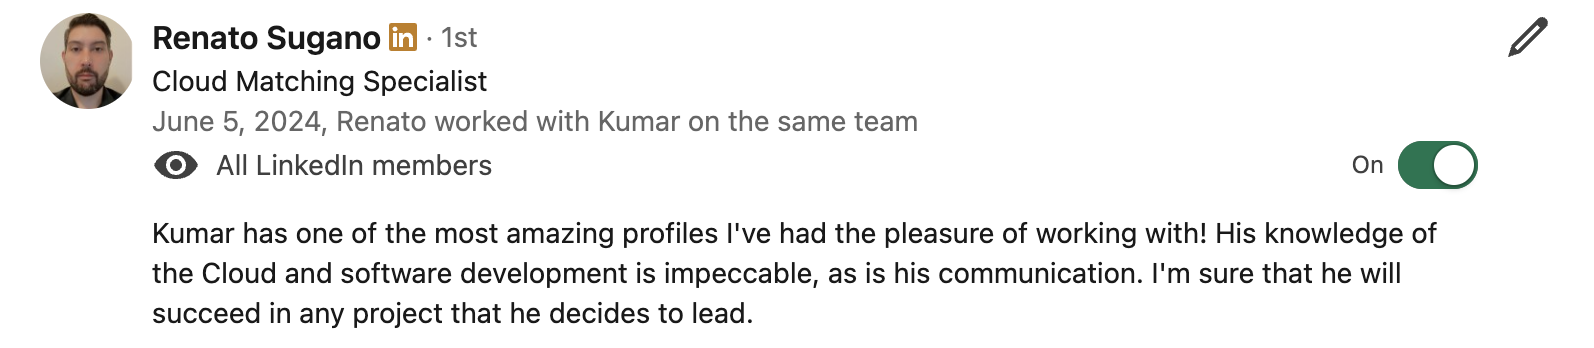 Renato Sugano in · 1st
Cloud Matching Specialist
June 5, 2024, Renato worked with Kumar on the same team
All LinkedIn members
On
Kumar has one of the most amazing profiles I've had the pleasure of working with! His knowledge of
the Cloud and software development is impeccable, as is his communication. I'm sure that he will
succeed in any project that he decides to lead.